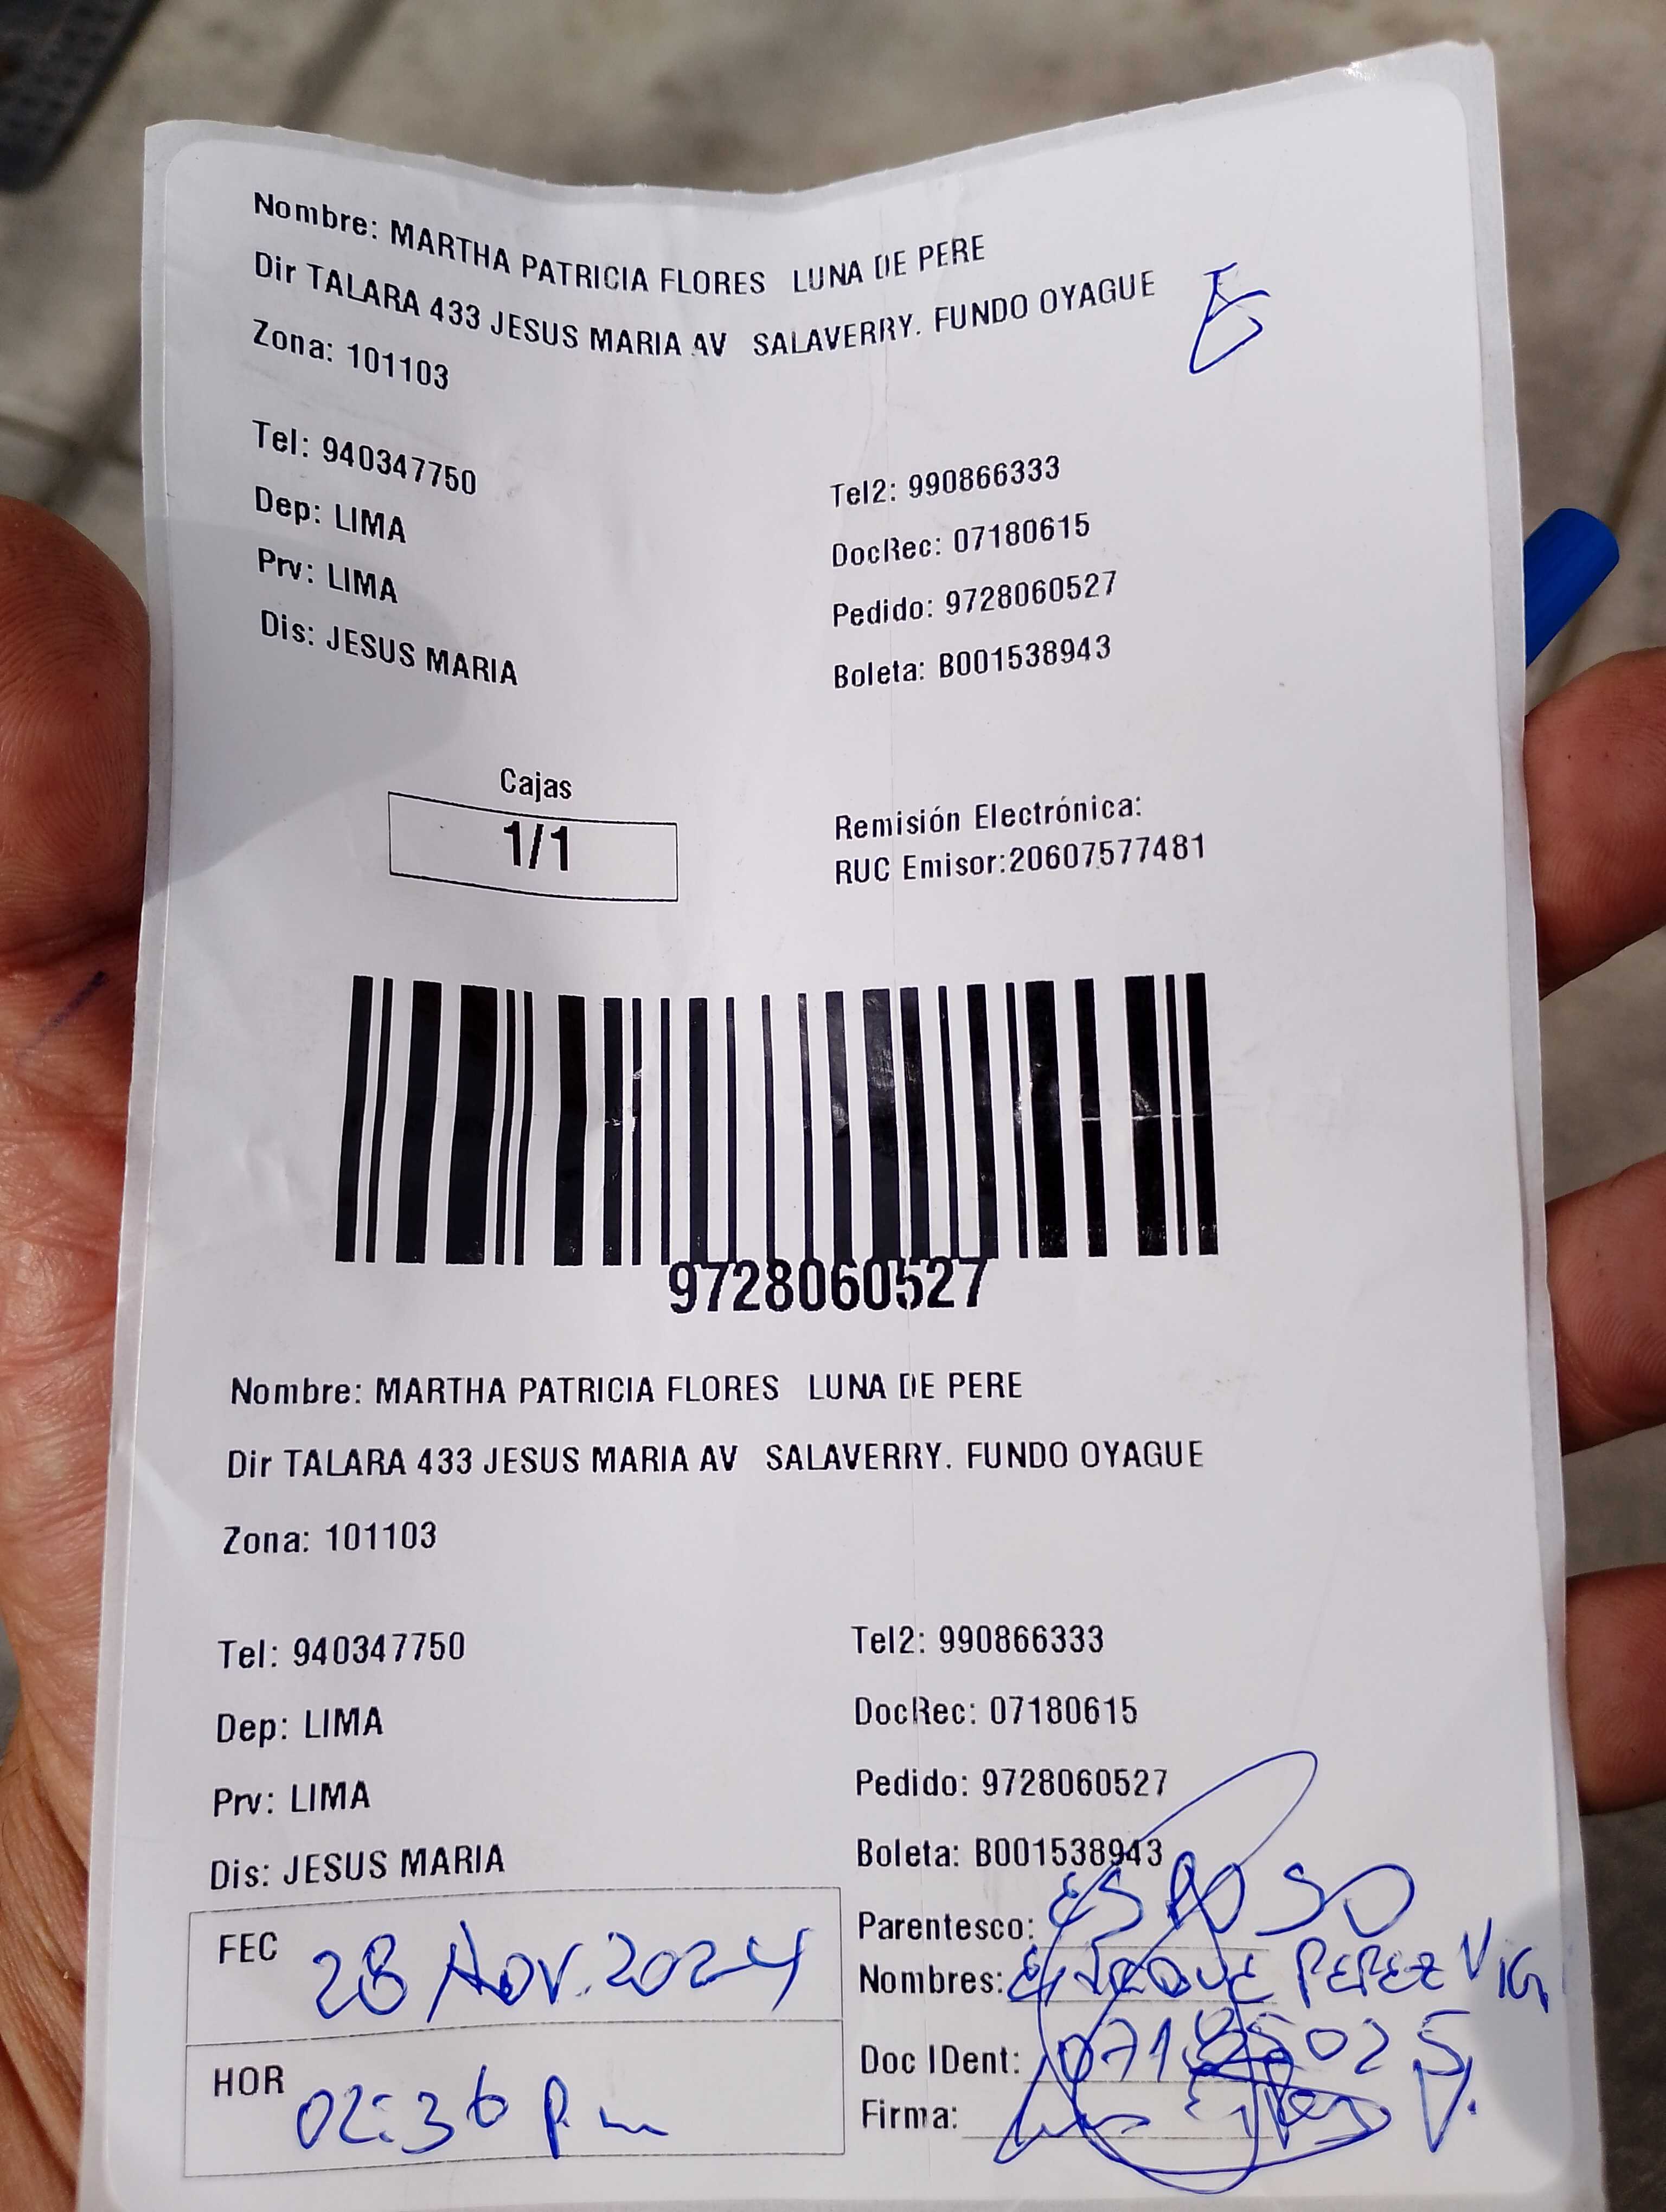 Nombre: MARTHA PATRICIA FLORES LUNA DE PERE
Dir TALARA 433 JESUS MARIA AV SALAVERRY. FUNDO OYAGUE
Zona: 101103
Tel: 940347750 Tel2: 990866333
Dep: LIMA DocRec: 07180615
Prv: LIMA Pedido: 9728060527
Dis: JESUS MARIA Boleta: B001538943
Cajas
1/1
Remisión Electrónica:
RUC Emisor:20607577481
9728060527
Nombre: MARTHA PATRICIA FLORES LUNA DE PERE
Dir TALARA 433 JESUS MARIA AV SALAVERRY. FUNDO OYAGUE
Zona: 101103
Tel: 940347750 Tel2: 990866333
Dep: LIMA DocRec: 07180615
Prv: LIMA Pedido: 9728060527
Dis: JESUS MARIA Boleta: B001538943
FEC 28 Nov. 2024
HOR 02:36 p.m
Parentesco: ESPOSO
Nombres: ENRIQUE PEREZ VIG
Doc IDent:
Firma: